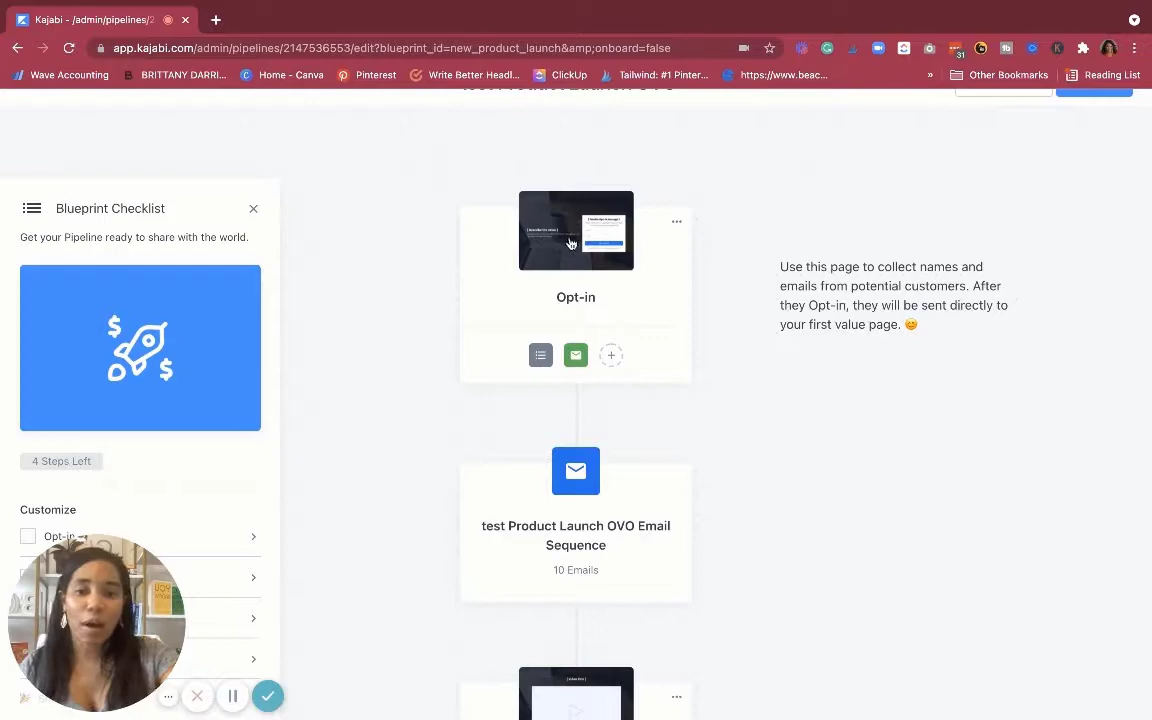 Kajabi - /admin/pipelines/2
app.kajabi.com/admin/pipelines/2147536553/edit?blueprint_id=new_product_launch&amp;onboard=false
31
Wave Accounting
BRITTANY DARRI...
Home - Canva
Pinterest
Write Better Headl...
ClickUp
Tailwind: #1 Pinter...
https://www.beac...
»
Other Bookmarks
Reading List
Blueprint Checklist
Get your Pipeline ready to share with the world.
4 Steps Left
Customize
Opt-in
Opt-in
test Product Launch OVO Email
Sequence
10 Emails
Use this page to collect names and
emails from potential customers. After
they Opt-in, they will be sent directly to
your first value page. 😊